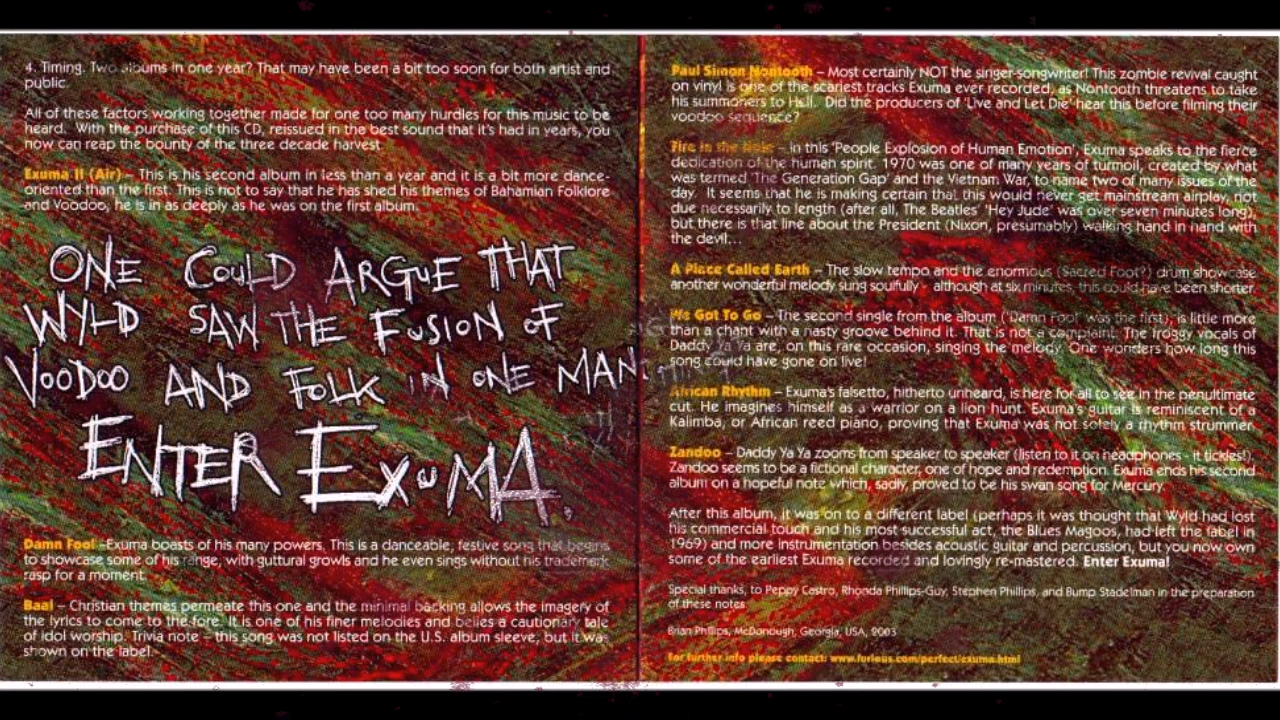 4. Timing. Two albums in one year? That may have been a bit too soon for both artist and
public.
All of these factors working together made for one too many hurdles for this music to be
heard. With the purchase of this CD, reissued in the best sound that it's had in years, you
now can reap the bounty of the three decade harvest.
Exuma II (Air) – This is his second album in less than a year and it is a bit more dance-
oriented than the first. This is not to say that he has shed his themes of Bahamian Folklore
and Voodoo; he is in as deeply as he was on the first album.
ONE COULD ARGUE THAT
WYLD SAW THE FUSION OF
VOODOO AND FOLK IN ONE MAN
ENTER EXUMA.
Damn Fool –Exuma boasts of his many powers. This is a danceable, festive song that begins
to showcase some of his range, with guttural growls and he even sings without his trademark
rasp for a moment.
Baal – Christian themes permeate this one and the minimal backing allows the imagery of
the lyrics to come to the fore. It is one of his finer melodies and belies a cautionary tale
of idol worship. Trivia note – this song was not listed on the U.S. album sleeve, but it was
shown on the label.
Paul Simon Nontooth – Most certainly NOT the singer-songwriter! This zombie revival caught
on vinyl is one of the scariest tracks Exuma ever recorded, as Nontooth threatens to take
his summoners to Hell. Did the producers of 'Live and Let Die' hear this before filming their
voodoo sequence?
Fire in the Hole – In this 'People Explosion of Human Emotion', Exuma speaks to the fierce
dedication of the human spirit. 1970 was one of many years of turmoil, created by what
was termed 'The Generation Gap' and the Vietnam War, to name two of many issues of the
day. It seems that he is making certain that this would never get mainstream airplay, not
due necessarily to length (after all, The Beatles' 'Hey Jude' was over seven minutes long),
but there is that line about the President (Nixon, presumably) walking hand in hand with
the devil...
A Place Called Earth – The slow tempo and the enormous (Sacred Foot?) drum showcase
another wonderful melody sung soulfully - although at six minutes, this could have been shorter.
We Got To Go – The second single from the album ('Damn Fool' was the first), is little more
than a chant with a nasty groove behind it. That is not a complaint. The froggy vocals of
Daddy Ya Ya are, on this rare occasion, singing the melody. One wonders how long this
song could have gone on live!
African Rhythm – Exuma's falsetto, hitherto unheard, is here for all to see in the penultimate
cut. He imagines himself as a warrior on a lion hunt. Exuma's guitar is reminiscent of a
Kalimba, or African reed piano, proving that Exuma was not solely a rhythm strummer.
Zandoo – Daddy Ya Ya zooms from speaker to speaker (listen to it on headphones - it tickles!).
Zandoo seems to be a fictional character, one of hope and redemption. Exuma ends his second
album on a hopeful note which, sadly, proved to be his swan song for Mercury.
After this album, it was on to a different label (perhaps it was thought that Wyld had lost
his commercial touch and his most successful act, the Blues Magoos, had left the label in
1969) and more instrumentation besides acoustic guitar and percussion, but you now own
some of the earliest Exuma recorded and lovingly re-mastered. Enter Exuma!
Special thanks, to Peppy Castro, Rhonda Phillips-Guy, Stephen Phillips, and Bump Stadelman in the preparation
of these notes
Brian Phillips, McDonough, Georgia, USA, 2003
For further info please contact: www.furious.com/perfect/exuma.html